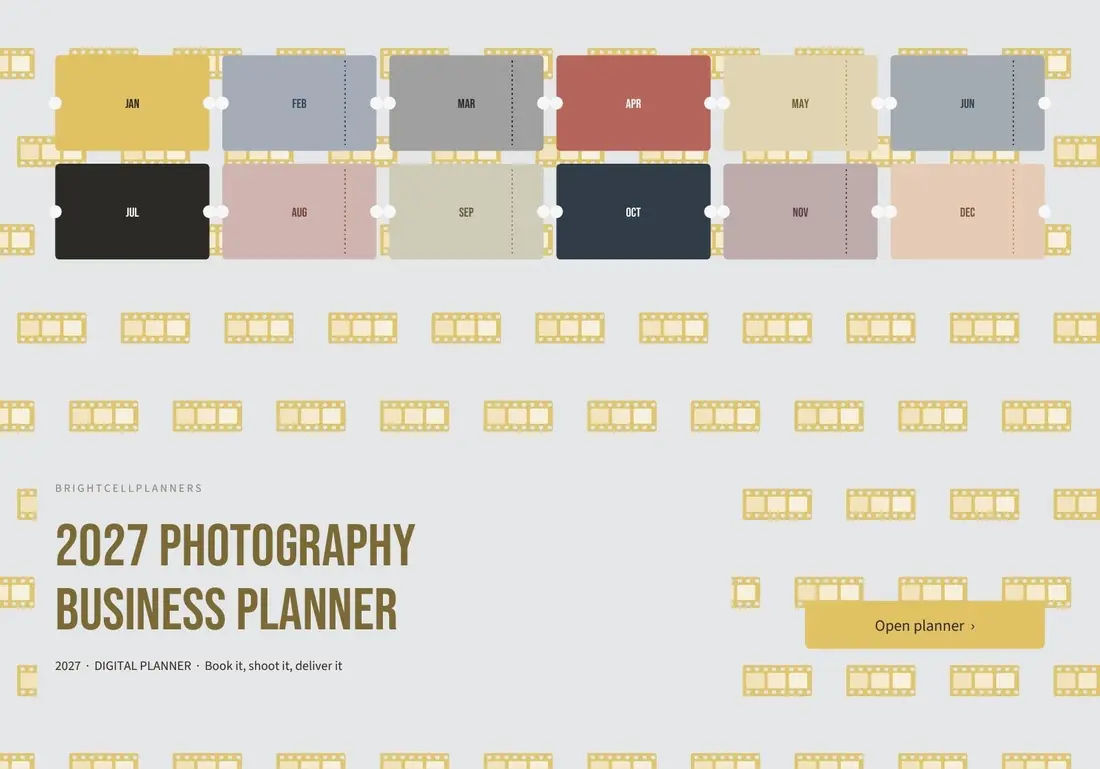 JAN
FEB
MAR
APR
MAY
JUN
JUL
AUG
SEP
OCT
NOV
DEC
BRIGHTCELLPLANNERS
2027 PHOTOGRAPHY
BUSINESS PLANNER
2027 · DIGITAL PLANNER · Book it, shoot it, deliver it
Open planner ›